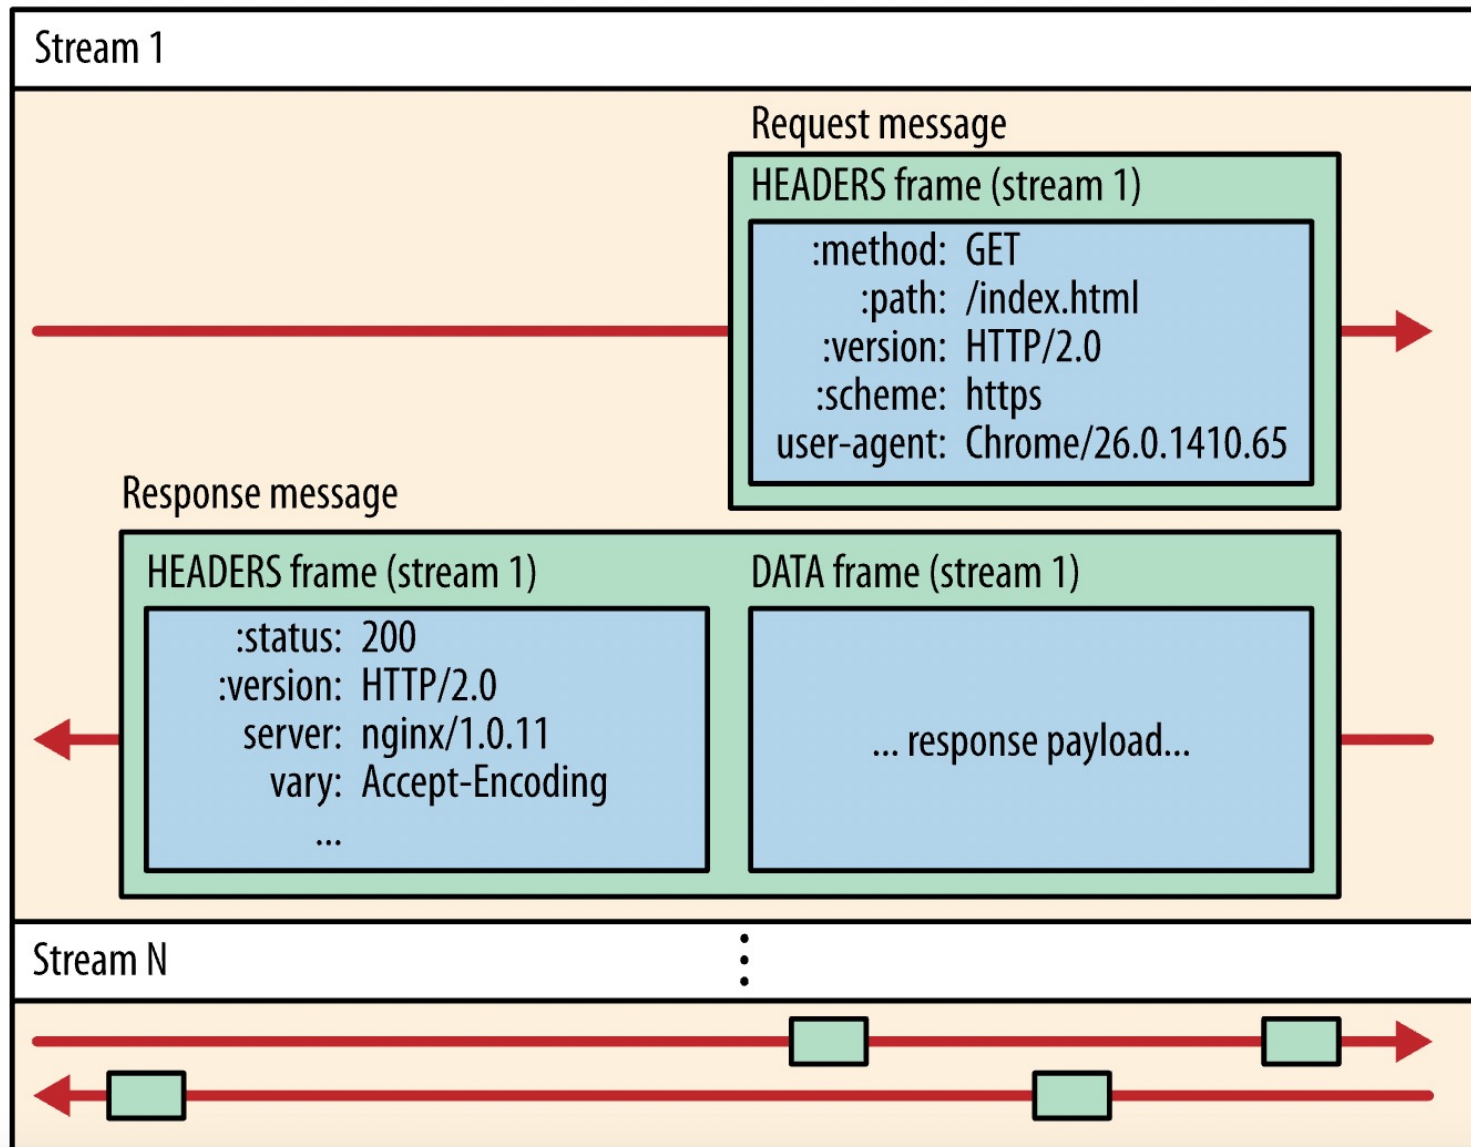 Stream 1
Request message
HEADERS frame (stream 1)
:method: GET
:path: /index.html
:version: HTTP/2.0
:scheme: https
user-agent: Chrome/26.0.1410.65
Response message
HEADERS frame (stream 1)
:status: 200
:version: HTTP/2.0
server: nginx/1.0.11
vary: Accept-Encoding
...
DATA frame (stream 1)
... response payload...
Stream N